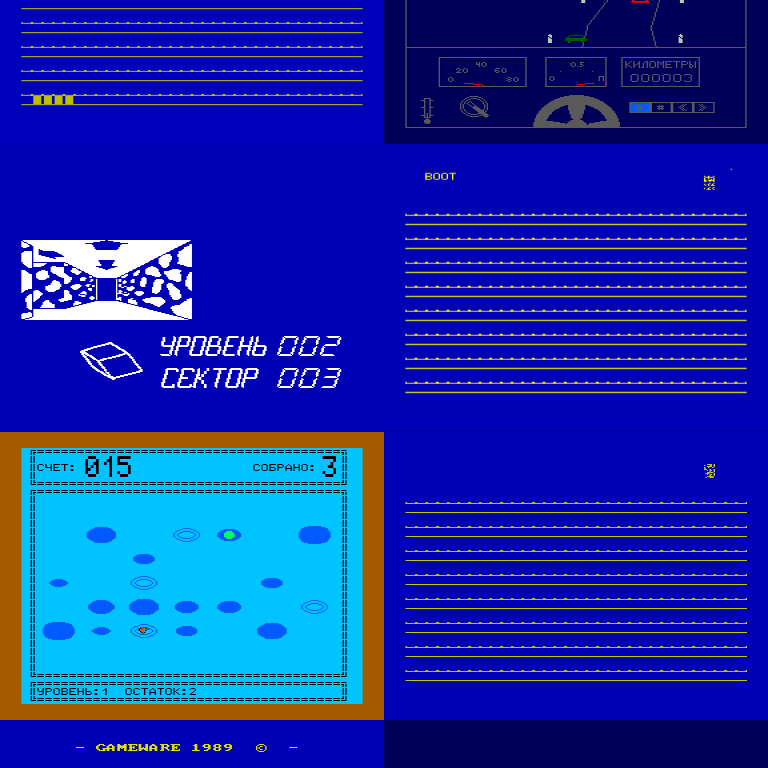 40
0.5
КИЛОМЕТРЫ
20 60
000003
0 80
0 П
* < >
BOOT
УРОВЕНЬ 002
СЕКТОР 003
СЧЕТ: 015 СОБРАНО: 3
УРОВЕНЬ:1 ОСТАТОК:2
— GAMEWARE 1989 © —